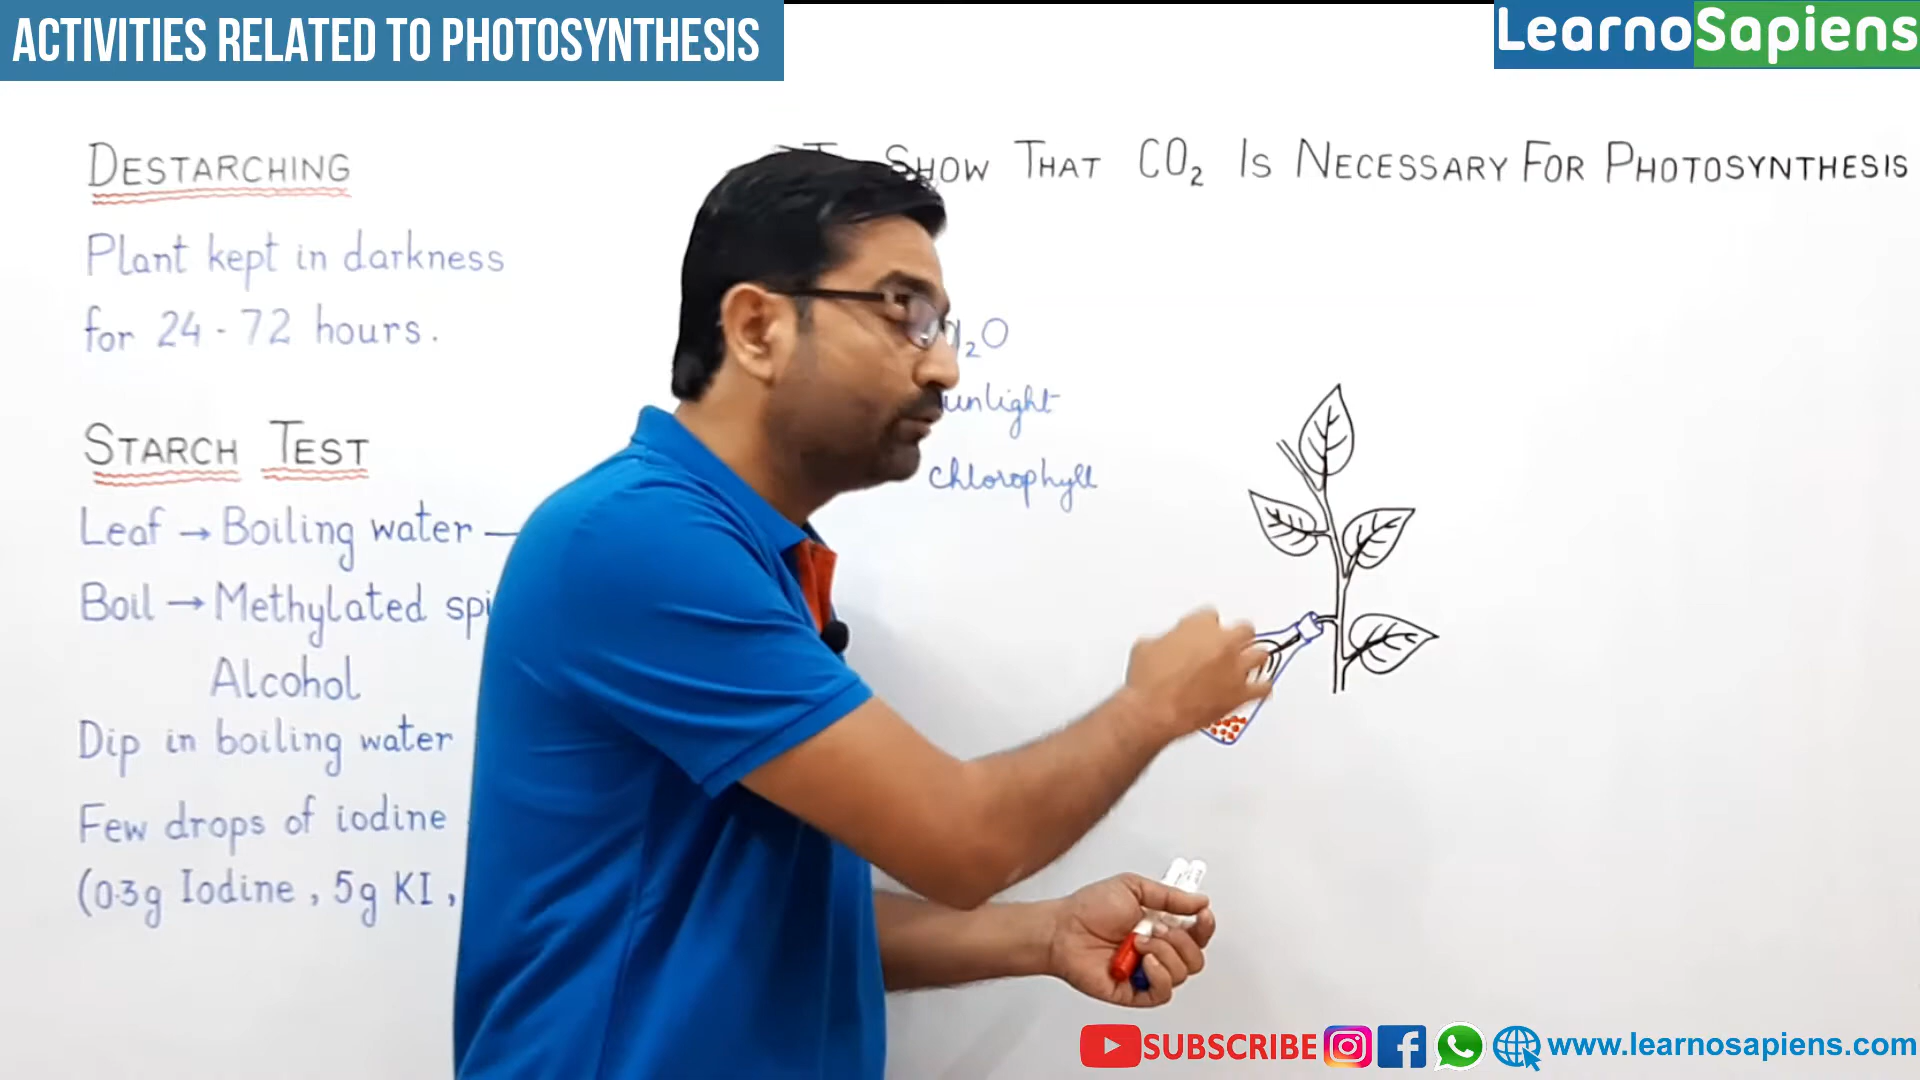 ACTIVITIES RELATED TO PHOTOSYNTHESIS
LearnoSapiens
DESTARCHING
Plant kept in darkness
for 24 - 72 hours.
STARCH TEST
Leaf → Boiling water —
Boil → Methylated
Alcohol
Dip in boiling water
Few drops of iodine
(0.3g Iodine, 5g KI,
SHOW THAT CO₂ IS NECESSARY FOR PHOTOSYNTHESIS
chlorophyll
SUBSCRIBE
www.learnosapiens.com